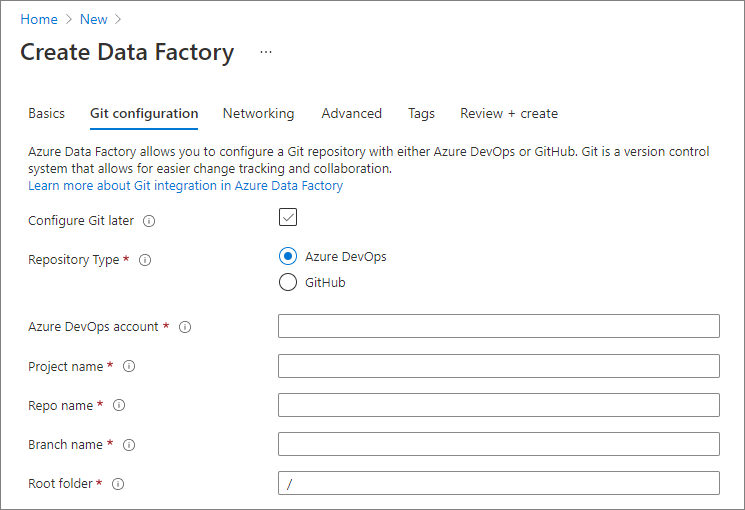 Home > New >
Create Data Factory ...
Basics Git configuration Networking Advanced Tags Review + create
Azure Data Factory allows you to configure a Git repository with either Azure DevOps or GitHub. Git is a version control
system that allows for easier change tracking and collaboration.
Learn more about Git integration in Azure Data Factory
Configure Git later
Repository Type * Azure DevOps
GitHub
Azure DevOps account *
Project name *
Repo name *
Branch name *
Root folder * /